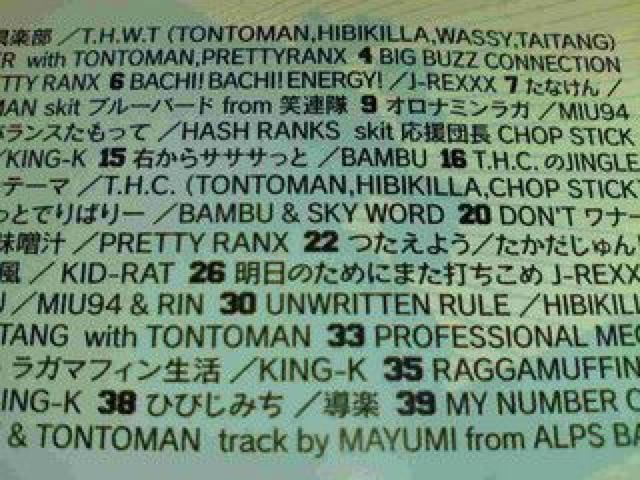 倶楽部 ／T.H.W.T (TONTOMAN,HIBIKILLA,WASSY,TAITANG)
ER with TONTOMAN,PRETTYRANX 4 BIG BUZZ CONNECTION
TTY RANX 6 BACHI!! BACHI!! ENERGY! ／J-REXXX 7 たなけん ／
MAN skit ブルーバード from 笑連隊 9 オロナミンラガ ／MIU94
バランスたもって ／HASH RANKS skit 応援団長 CHOP STICK
／KING-K 15 右からサササっと ／BAMBU 16 T.H.C. のJINGLE
テーマ ／T.H.C. (TONTOMAN,HIBIKILLA,CHOP STICK
っとでりばりー ／BAMBU & SKY WORD 20 DON'T ワナ
味噌汁 ／PRETTY RANX 22 つたえよう／たかだじゅん
風 ／ KID-RAT 26 明日のためにまた打ちこめ J-REXX
／MIU94 & RIN 30 UNWRITTEN RULE ／HIBIKILL
TANG with TONTOMAN 33 PROFESSIONAL ME
ラガマフィン生活 ／KING-K 35 RAGGAMUFFIN
ING-K 38 ひびじみち ／導楽 39 MY NUMBER
& TONTOMAN track by MAYUMI from ALPS BA